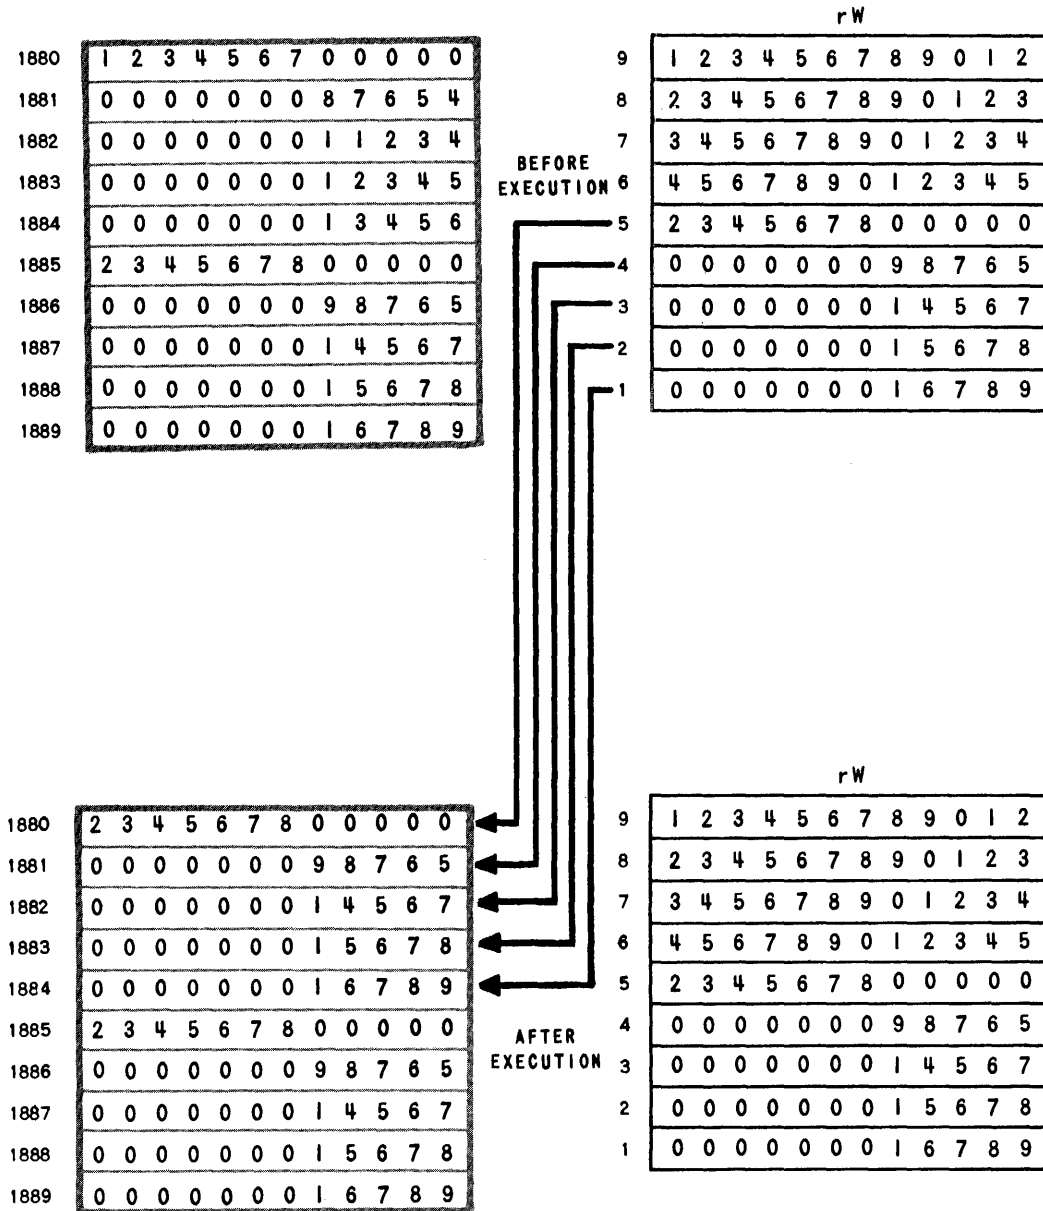 rW
1880 1 2 3 4 5 6 7 0 0 0 0 0
1881 0 0 0 0 0 0 0 8 7 6 5 4
1882 0 0 0 0 0 0 0 1 1 2 3 4
1883 0 0 0 0 0 0 0 1 2 3 4 5
1884 0 0 0 0 0 0 0 1 3 4 5 6
1885 2 3 4 5 6 7 8 0 0 0 0 0
1886 0 0 0 0 0 0 0 9 8 7 6 5
1887 0 0 0 0 0 0 0 1 4 5 6 7
1888 0 0 0 0 0 0 0 1 5 6 7 8
1889 0 0 0 0 0 0 0 1 6 7 8 9
BEFORE
EXECUTION
9 1 2 3 4 5 6 7 8 9 0 1 2
8 2 3 4 5 6 7 8 9 0 1 2 3
7 3 4 5 6 7 8 9 0 1 2 3 4
6 4 5 6 7 8 9 0 1 2 3 4 5
5 2 3 4 5 6 7 8 0 0 0 0 0
4 0 0 0 0 0 0 0 9 8 7 6 5
3 0 0 0 0 0 0 0 1 4 5 6 7
2 0 0 0 0 0 0 0 1 5 6 7 8
1 0 0 0 0 0 0 0 1 6 7 8 9
rW
1880 2 3 4 5 6 7 8 0 0 0 0 0
1881 0 0 0 0 0 0 0 9 8 7 6 5
1882 0 0 0 0 0 0 0 1 4 5 6 7
1883 0 0 0 0 0 0 0 1 5 6 7 8
1884 0 0 0 0 0 0 0 1 6 7 8 9
1885 2 3 4 5 6 7 8 0 0 0 0 0
1886 0 0 0 0 0 0 0 9 8 7 6 5
1887 0 0 0 0 0 0 0 1 4 5 6 7
1888 0 0 0 0 0 0 0 1 5 6 7 8
1889 0 0 0 0 0 0 0 1 6 7 8 9
AFTER
EXECUTION
9 1 2 3 4 5 6 7 8 9 0 1 2
8 2 3 4 5 6 7 8 9 0 1 2 3
7 3 4 5 6 7 8 9 0 1 2 3 4
6 4 5 6 7 8 9 0 1 2 3 4 5
5 2 3 4 5 6 7 8 0 0 0 0 0
4 0 0 0 0 0 0 0 9 8 7 6 5
3 0 0 0 0 0 0 0 1 4 5 6 7
2 0 0 0 0 0 0 0 1 5 6 7 8
1 0 0 0 0 0 0 0 1 6 7 8 9